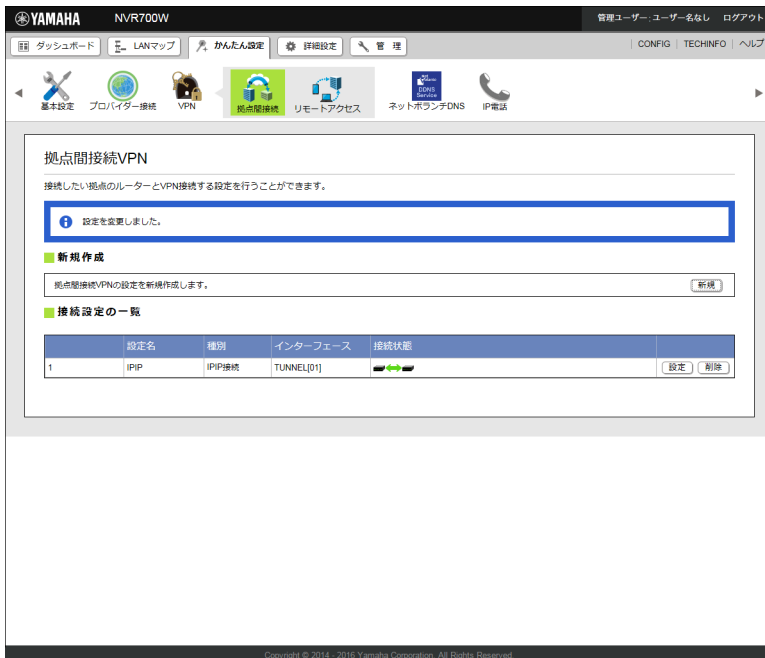 YAMAHA NVR700W 管理ユーザー:ユーザー名なし ログアウト
ダッシュボード LANマップ かんたん設定 詳細設定 管 理 CONFIG | TECHINFO | ヘルプ
基本設定 プロバイダー接続 VPN 拠点間接続 リモートアクセス DDNS Service ネットボランチDNS IP電話
拠点間接続VPN
接続したい拠点のルーターとVPN接続する設定を行うことができます。
設定を変更しました。
新規作成
拠点間接続VPNの設定を新規作成します。 新規
接続設定の一覧
設定名 種別 インターフェース 接続状態
1 IPIP IPIP接続 TUNNEL[01] 設定 削除
Copyright © 2014 - 2016 Yamaha Corporation. All Rights Reserved.